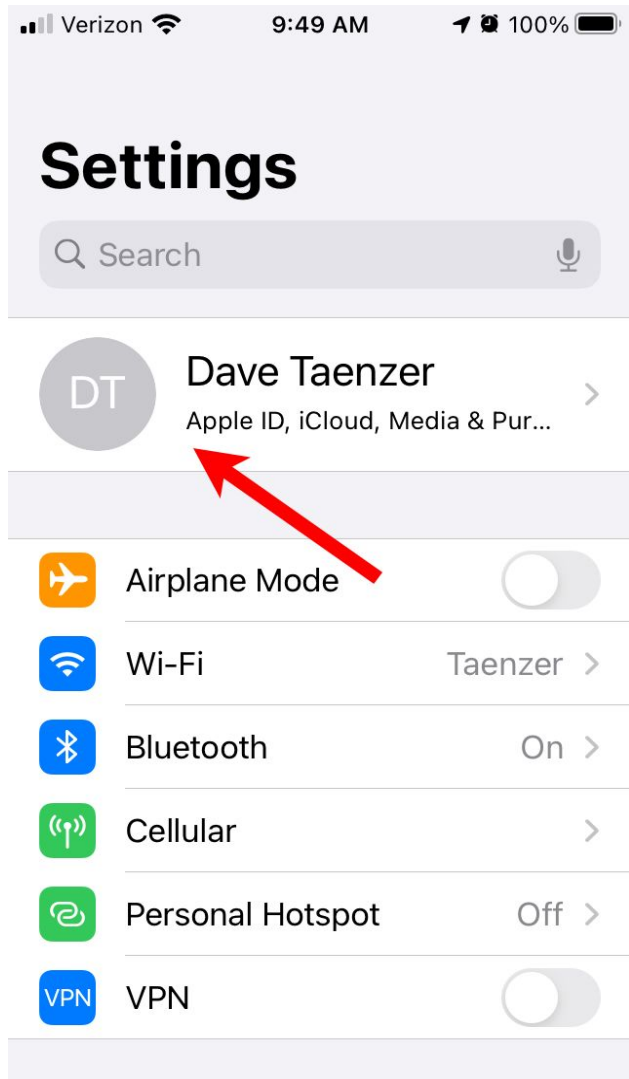 Verizon 9:49 AM 100%
Settings
Search
DT
Dave Taenzer
Apple ID, iCloud, Media & Pur...
Airplane Mode
Wi-Fi Taenzer
Bluetooth On
Cellular
Personal Hotspot Off
VPN VPN